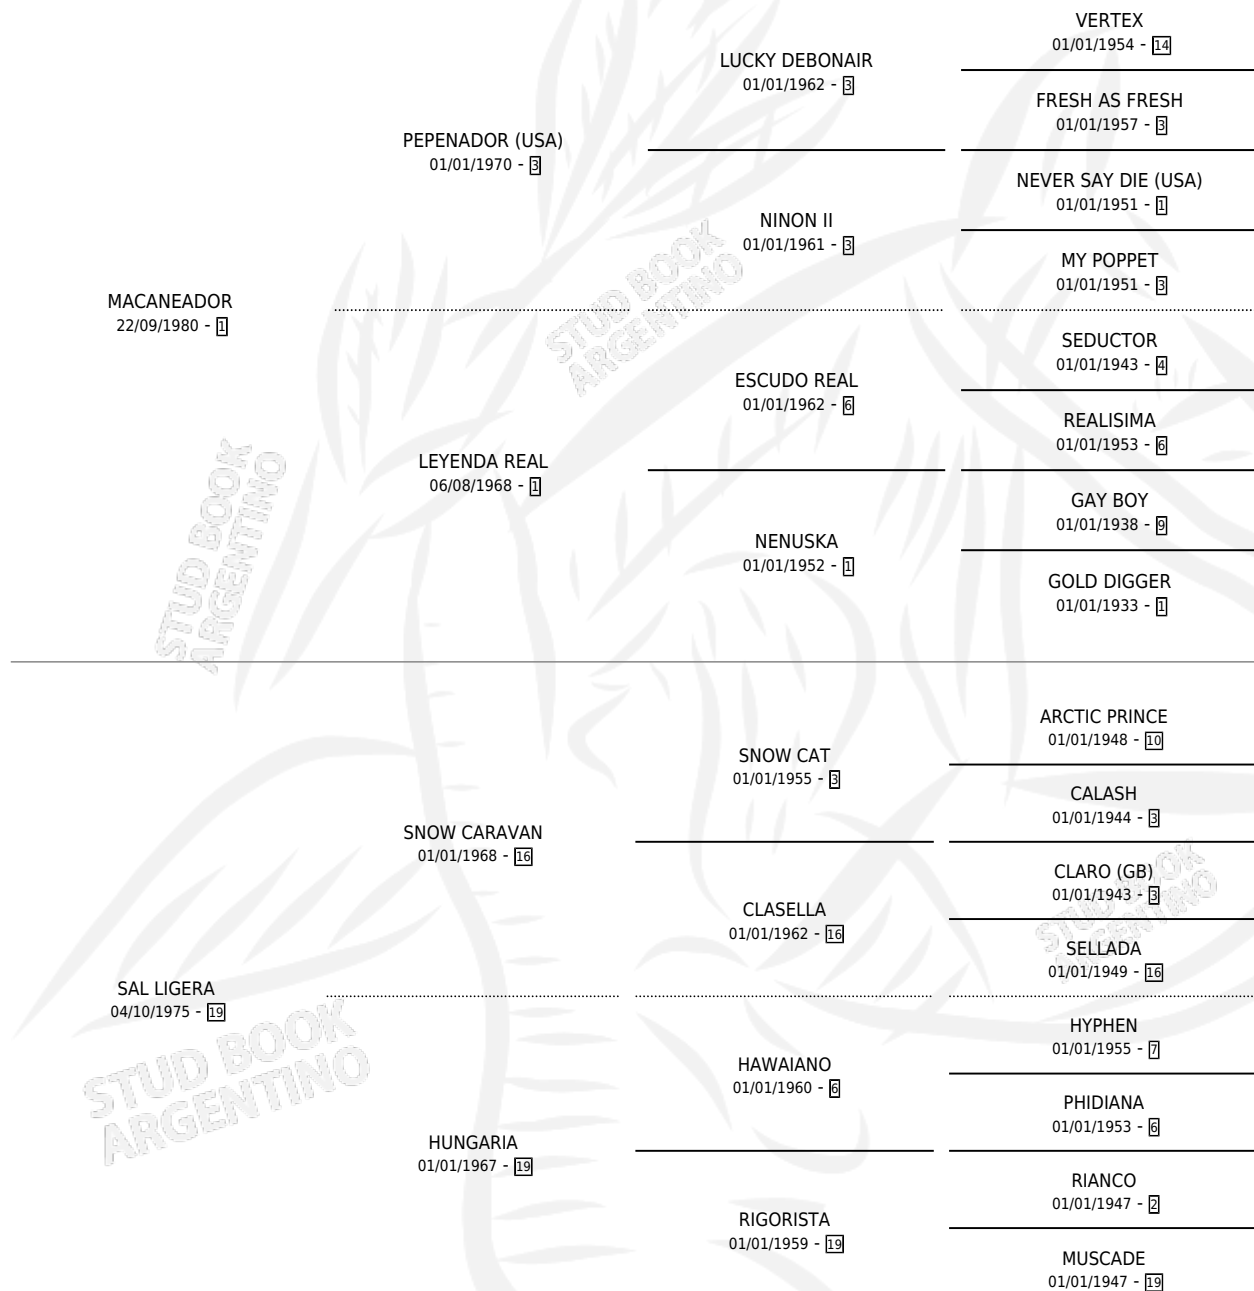 VERTEX
01/01/1954 - 14
LUCKY DEBONAIR
01/01/1962 - 3
FRESH AS FRESH
01/01/1957 - 3
PEPENADOR (USA)
01/01/1970 - 3
NEVER SAY DIE (USA)
01/01/1951 - 1
NINON II
01/01/1961 - 3
MY POPPET
01/01/1951 - 3
MACANEADOR
22/09/1980 - 1
SEDUCTOR
01/01/1943 - 4
ESCUDO REAL
01/01/1962 - 6
REALISIMA
01/01/1953 - 6
LEYENDA REAL
06/08/1968 - 1
GAY BOY
01/01/1938 - 9
NENUSKA
01/01/1952 - 1
GOLD DIGGER
01/01/1933 - 1
ARCTIC PRINCE
01/01/1948 - 10
SNOW CAT
01/01/1955 - 3
CALASH
01/01/1944 - 3
SNOW CARAVAN
01/01/1968 - 16
CLARO (GB)
01/01/1943 - 3
CLASELLA
01/01/1962 - 16
SELLADA
01/01/1949 - 16
SAL LIGERA
04/10/1975 - 19
HYPHEN
01/01/1955 - 7
HAWAIANO
01/01/1960 - 6
PHIDIANA
01/01/1953 - 6
HUNGARIA
01/01/1967 - 19
RIANCO
01/01/1947 - 2
RIGORISTA
01/01/1959 - 19
MUSCADE
01/01/1947 - 19
STUD BOOK
ARGENTINO
STUD BOOK
ARGENTINO
STUD BOOK
ARGENTINO
STUD BOOK
ARGENTINO